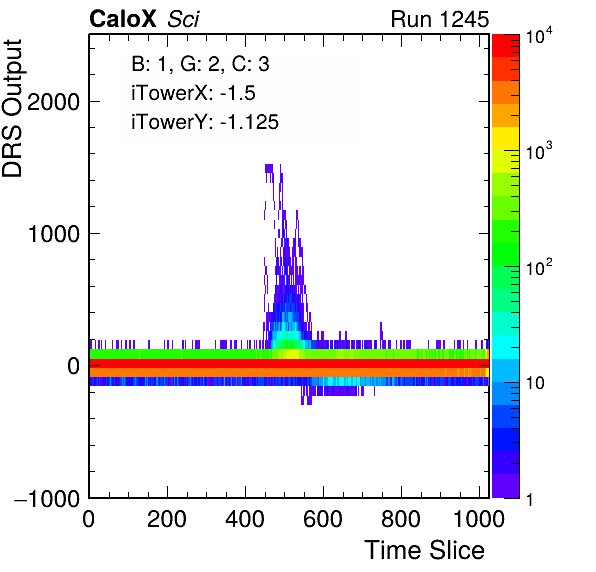 CaloX Sci Run 1245
B: 1, G: 2, C: 3
iTowerX: -1.5
iTowerY: -1.125
DRS Output
2000
1000
0
−1000
0 200 400 600 800 1000
Time Slice
10^4
10^3
10^2
10
1